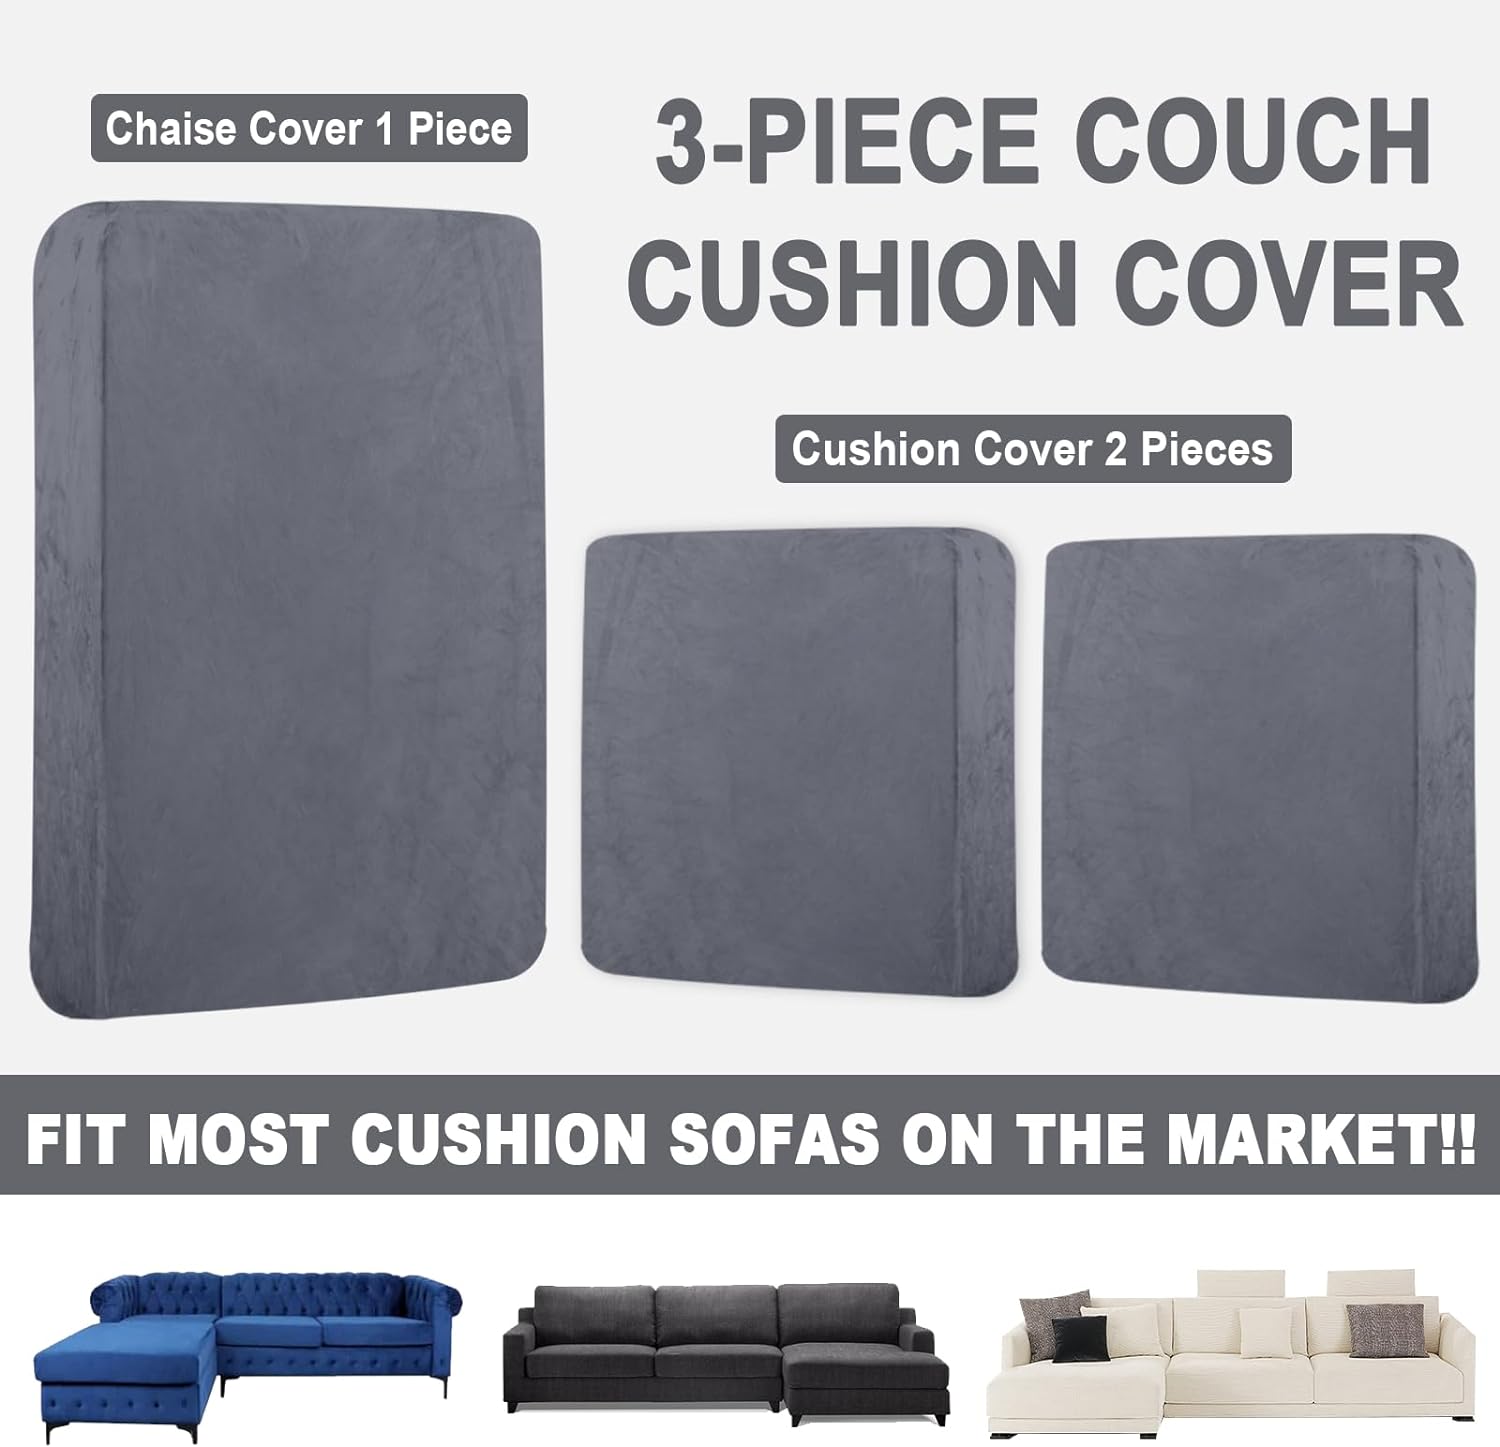 Chaise Cover 1 Piece
3-PIECE COUCH
CUSHION COVER
Cushion Cover 2 Pieces
FIT MOST CUSHION SOFAS ON THE MARKET!!